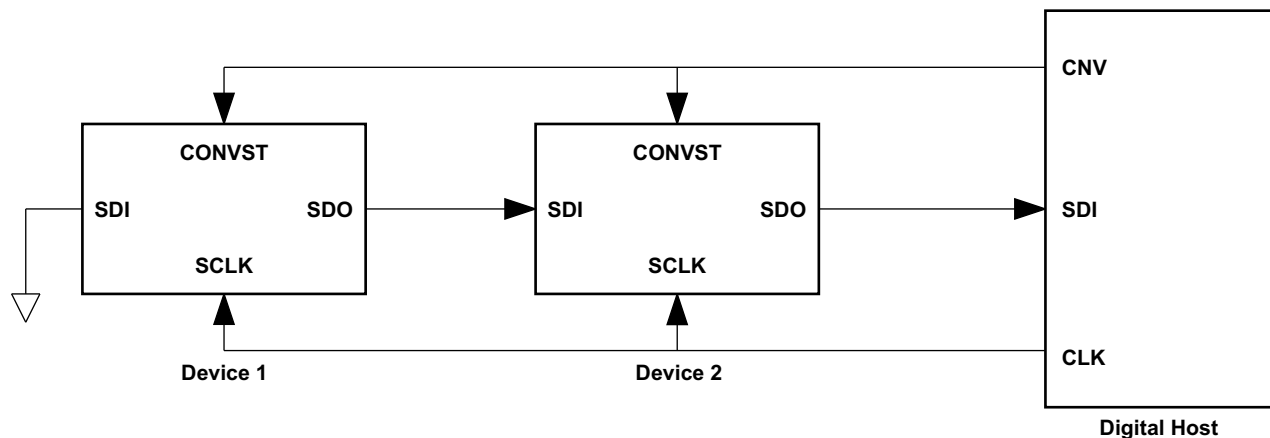 CNV
CONVST
CONVST
SDI SDO
SDI SDO
SDI
SCLK
SCLK
CLK
Device 1
Device 2
Digital Host